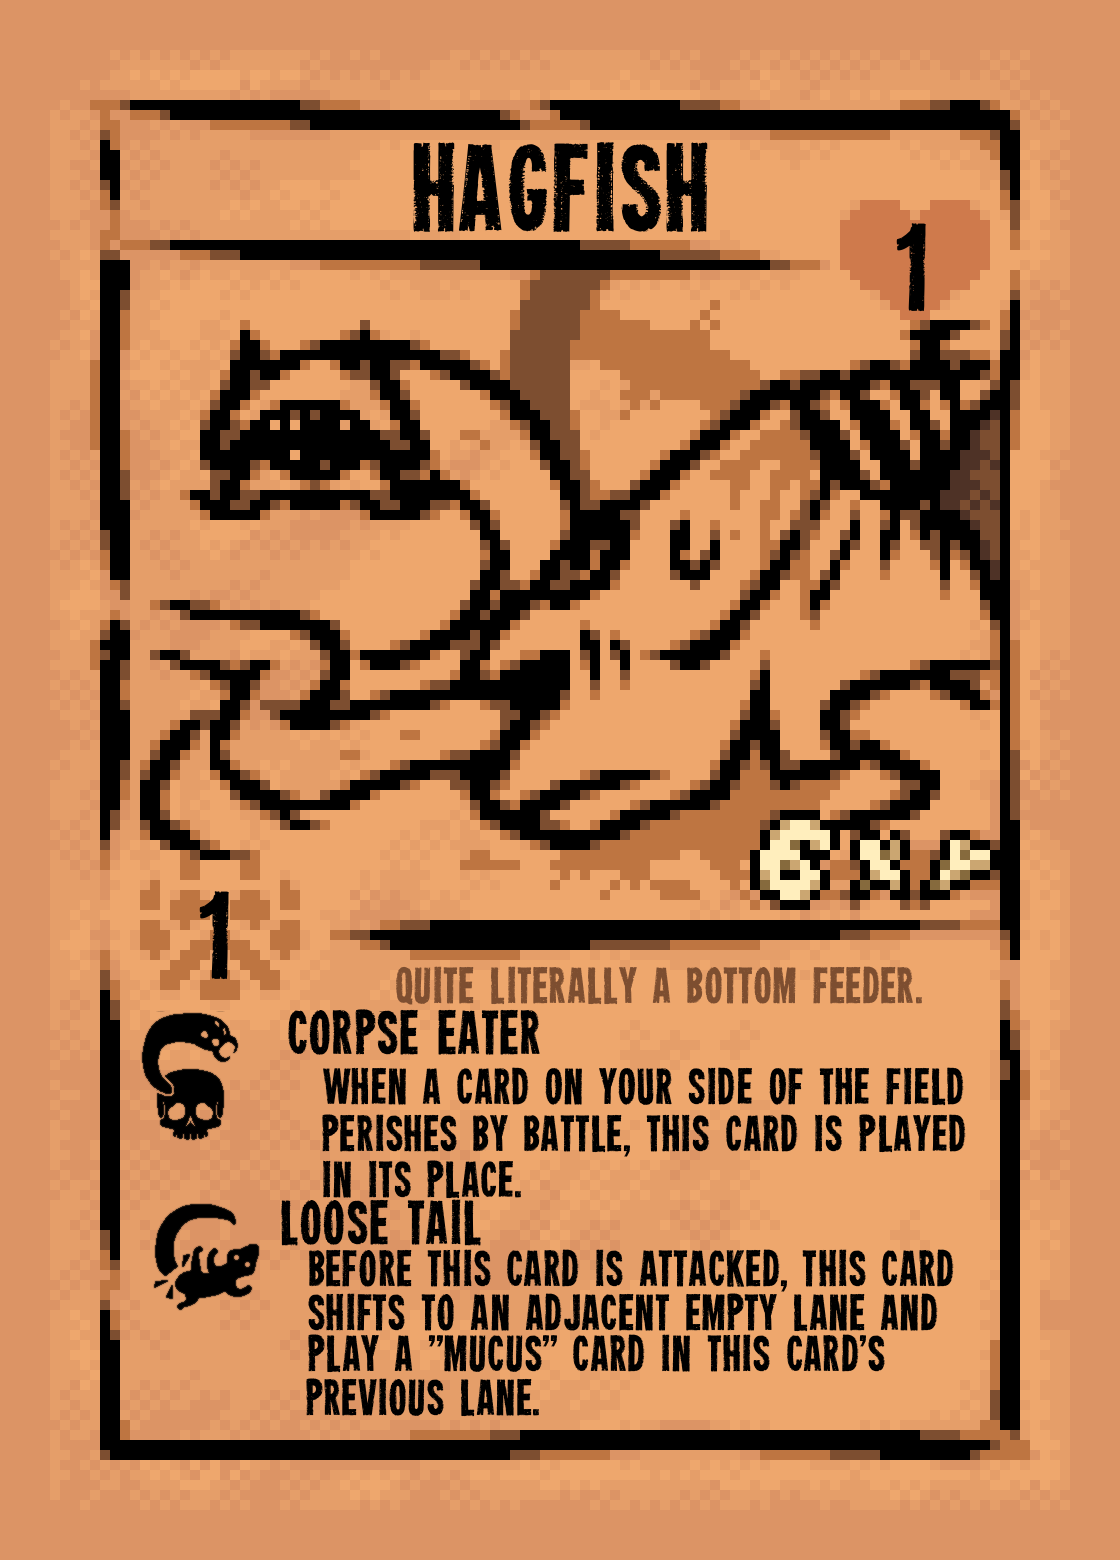 HAGFISH
1
6 X
1
QUITE LITERALLY A BOTTOM FEEDER.
CORPSE EATER
WHEN A CARD ON YOUR SIDE OF THE FIELD
PERISHES BY BATTLE, THIS CARD IS PLAYED
IN ITS PLACE.
LOOSE TAIL
BEFORE THIS CARD IS ATTACKED, THIS CARD
SHIFTS TO AN ADJACENT EMPTY LANE AND
PLAY A "MUCUS" CARD IN THIS CARD'S
PREVIOUS LANE.